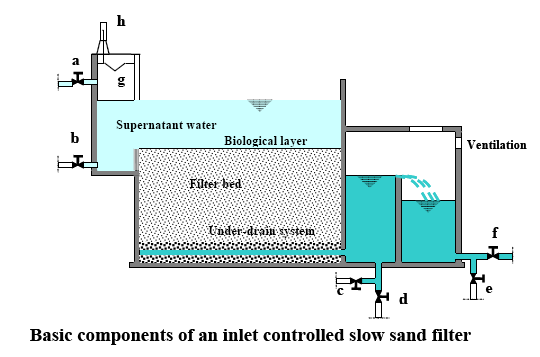 h
a
g
Supernatant water
b
Biological layer
Ventilation
Filter bed
Under-drain system
f
c
d
e
Basic components of an inlet controlled slow sand filter